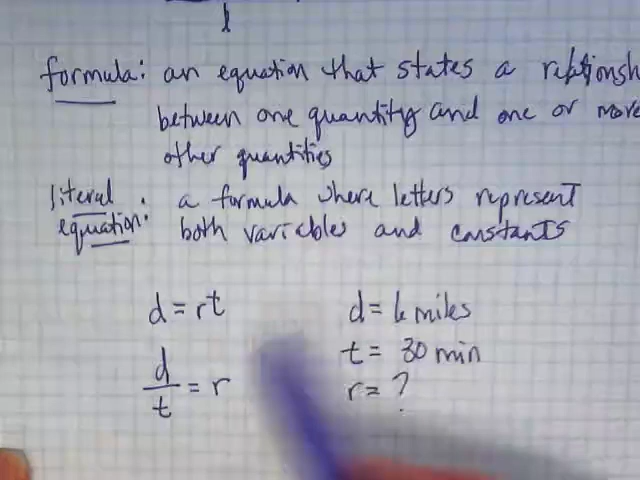 formula: an equation that states a relationsh
between one quantity and one or more
other quantities
literal equation: a formula where letters represent
both variables and constants
d = rt
d/t = r
d = 6 miles
t = 30 min
r = ?